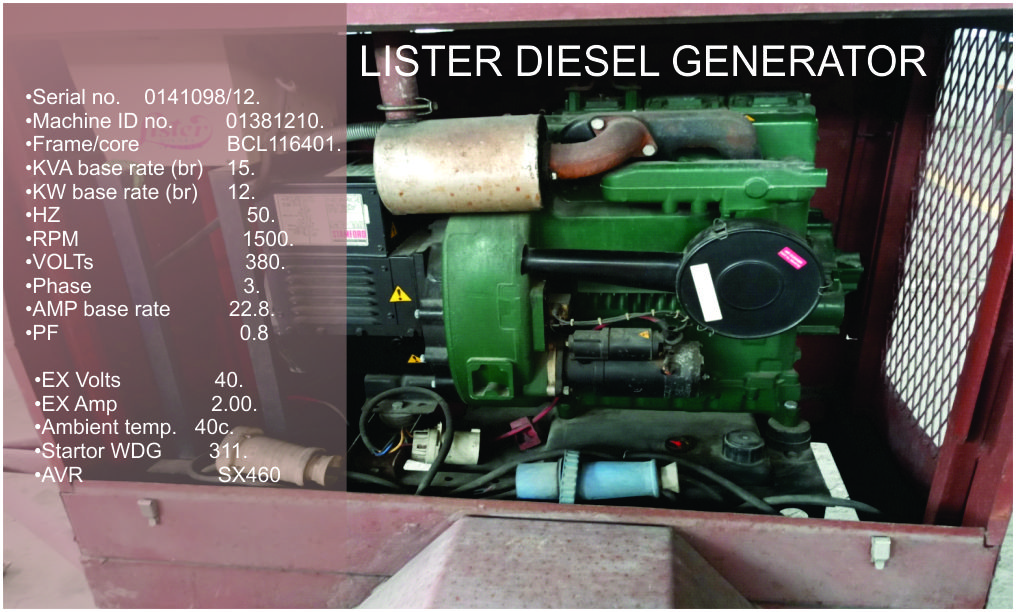 LISTER DIESEL GENERATOR
•Serial no. 0141098/12.
•Machine ID no. 01381210.
•Frame/core BCL116401.
•KVA base rate (br) 15.
•KW base rate (br) 12.
•HZ 50.
•RPM 1500.
•VOLTs 380.
•Phase 3.
•AMP base rate 22.8.
•PF 0.8
•EX Volts 40.
•EX Amp 2.00.
•Ambient temp. 40c.
•Startor WDG 311.
•AVR SX460
STAMFORD